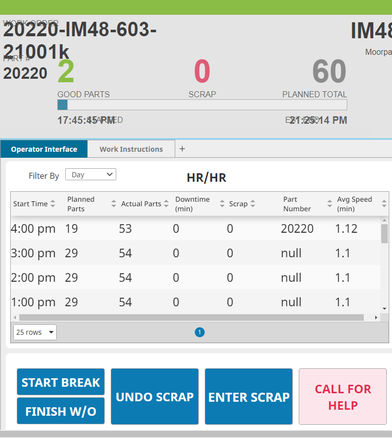 WORK ORDER
20220-IM48-603-21001k
IM48
Moorpa
PART #
20220
2
0
60
GOOD PARTS
SCRAP
PLANNED TOTAL
17:45:45 PM
21:25:14 PM
Operator Interface
Work Instructions
+
Filter By
Day
HR/HR
Start Time
Planned Parts
Actual Parts
Downtime (min)
Scrap
Part Number
Avg Speed (min)
4:00 pm 19 53 0 0 20220 1.12
3:00 pm 29 54 0 0 null 1.1
2:00 pm 29 54 0 0 null 1.1
1:00 pm 29 54 0 0 null 1.1
25 rows
1
START BREAK
FINISH W/O
UNDO SCRAP
ENTER SCRAP
CALL FOR HELP